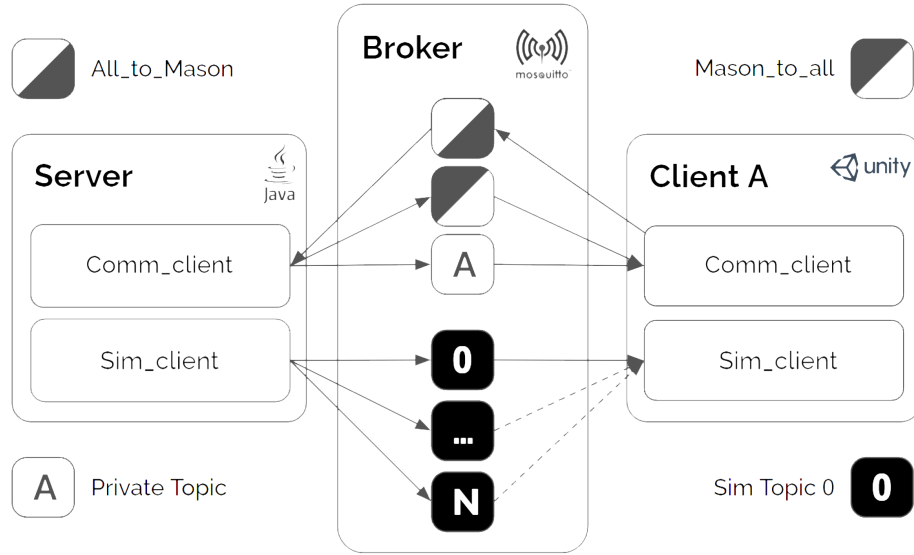 Broker
mosquitto
All_to_Mason
Mason_to_all
Server
Java
Client A
unity
Comm_client
A
Comm_client
Sim_client
0
Sim_client
...
N
A
Private Topic
Sim Topic 0
0